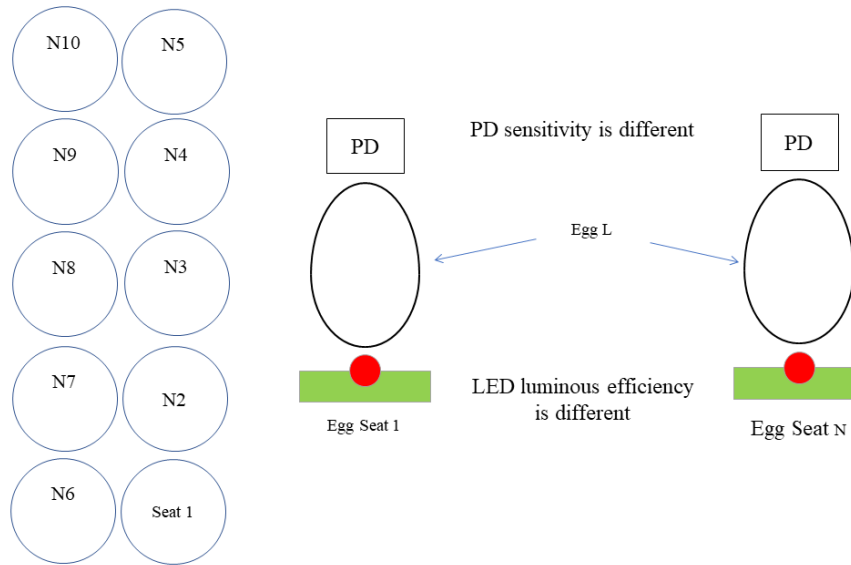 N10
N5
N9
N4
N8
N3
N7
N2
N6
Seat 1
PD
PD sensitivity is different
PD
Egg L
LED luminous efficiency
is different
Egg Seat 1
Egg Seat N